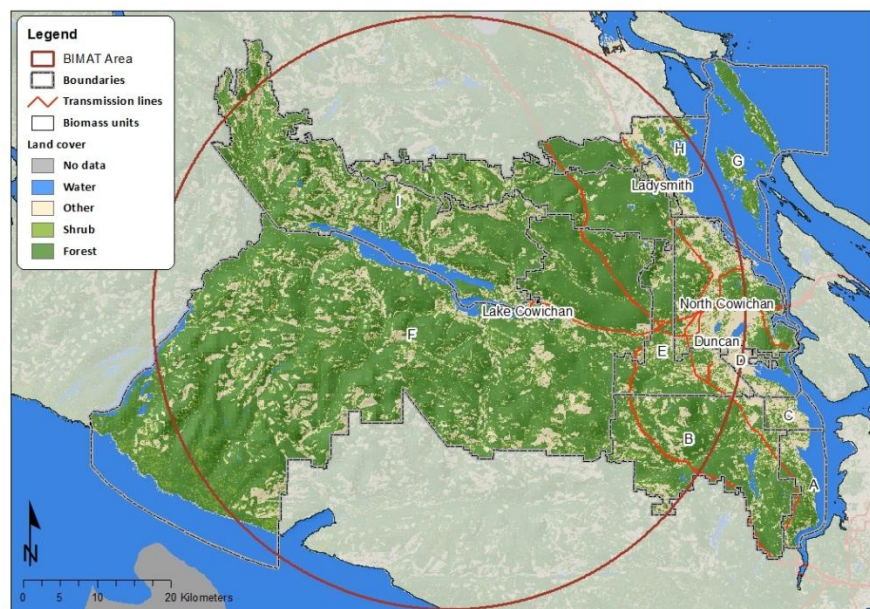 Legend
BIMAT Area
Boundaries
Transmission lines
Biomass units
Land cover
No data
Water
Other
Shrub
Forest
H
G
Ladysmith
I
North Cowichan
Lake Cowichan
F
Duncan
E
D
C
B
A
N
0 5 10 20 Kilometers